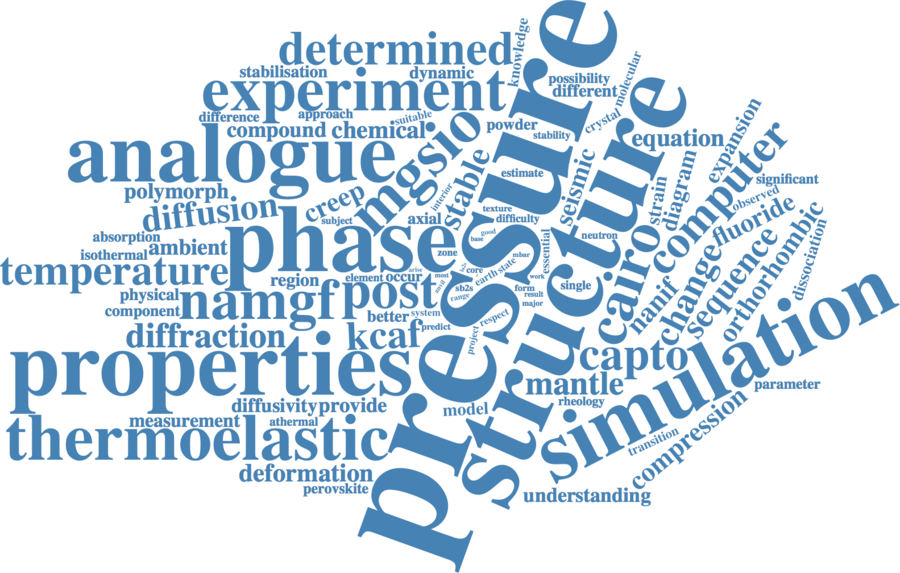 determined
knowledge
stabilisation
dynamic
possibility
molecular
experiment
different
difference
approach
suitable
crystal
compound
chemical
powder
stability
equation
expansion
analogue
mgsio
pressure
structure
computer
estimate
seismic
strain
diagram
significant
polymorph
creep
interior
stable
observed
diffusion
subject
axial
texture
difficulty
fluoride
absorption
ambient
phase
good
base
neutron
orthorhombic
isothermal
zone
mbar
essential
cairo
change
sequence
dissociation
temperature
region
element
occur
arise
most
core
earth
state
work
single
nanif
physical
namgf
post
sb2s
form
range
result
component
better
system
major
diffraction
kcaf
predict
project
respect
capto
simulation
properties
mantle
parameter
diffusivity
provide
model
rheology
measurement
athermal
transition
thermoelastic
compression
deformation
perovskite
understanding